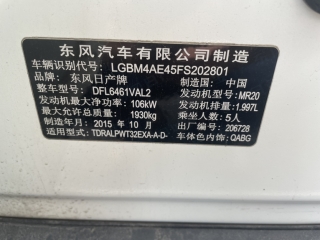 东风汽车有限公司制造
车辆识别代号: LGBM4AE45FS202801
品牌: 东风日产牌 制造国: 中国
整车型号: DFL6461VAL2 发动机型号: MR20
发动机最大净功率: 106kW 发动机排量: 1.997L
最大允许总质量: 1930kg 乘坐人数: 5人
制造年月: 2015 年 10 月 出厂编号: 206728
适用型式: TDRALPWT32EXA-A-D- 车体色内饰: QABG